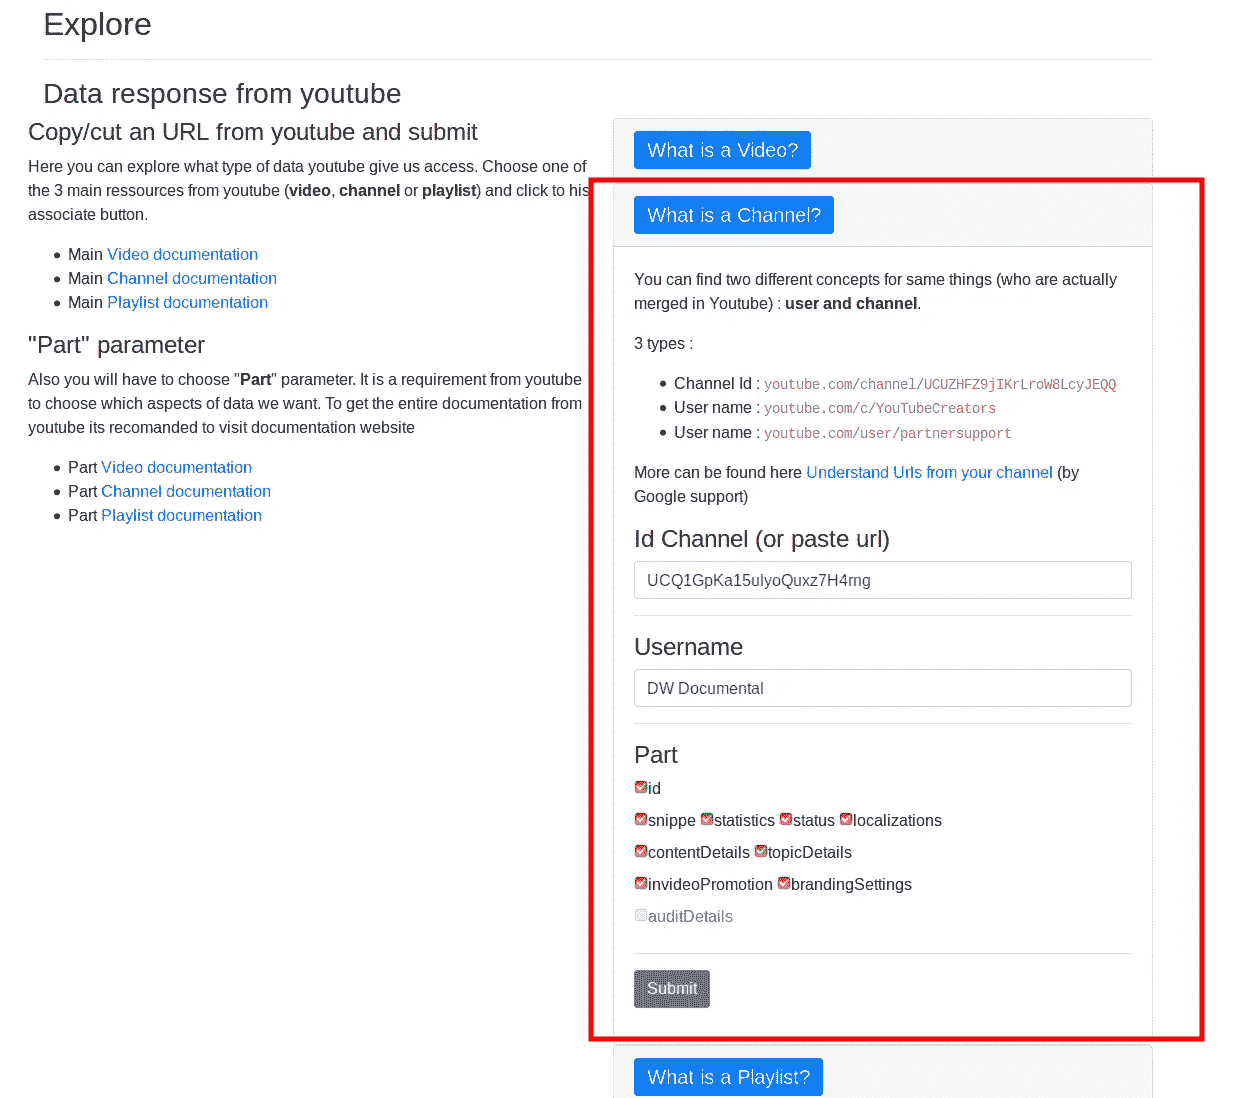 Explore
Data response from youtube
Copy/cut an URL from youtube and submit
Here you can explore what type of data youtube give us access. Choose one of
the 3 main ressources from youtube (video, channel or playlist) and click to his
associate button.
Main Video documentation
Main Channel documentation
Main Playlist documentation
"Part" parameter
Also you will have to choose "Part" parameter. It is a requirement from youtube
to choose which aspects of data we want. To get the entire documentation from
youtube its recomanded to visit documentation website
Part Video documentation
Part Channel documentation
Part Playlist documentation
What is a Video?
What is a Channel?
You can find two different concepts for same things (who are actually
merged in Youtube) : user and channel.
3 types :
Channel Id : youtube.com/channel/UCUZHFZ9jIKrLroW8LcyJEQQ
User name : youtube.com/c/YouTubeCreators
User name : youtube.com/user/partnersupport
More can be found here Understand Urls from your channel (by
Google support)
Id Channel (or paste url)
UCQ1GpKa15ulyoQuxz7H4rng
Username
DW Documental
Part
id
snippe statistics status localizations
contentDetails topicDetails
invideoPromotion brandingSettings
auditDetails
Submit
What is a Playlist?